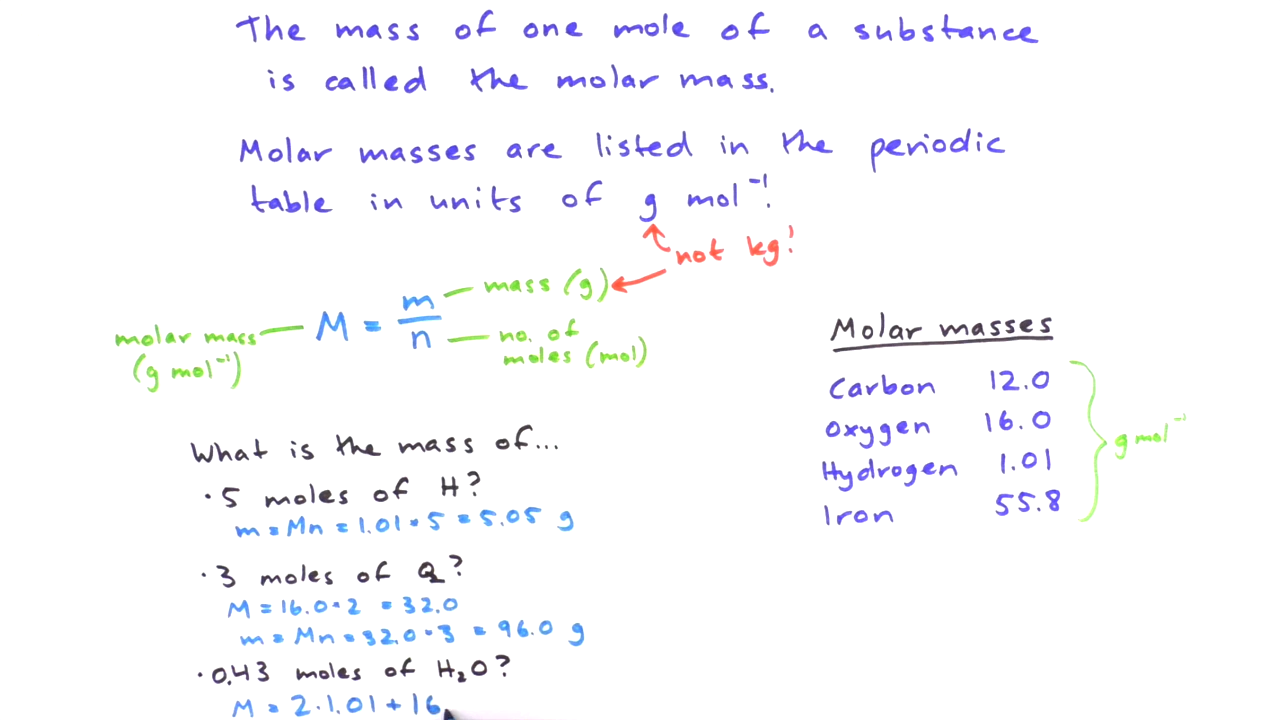 The mass of one mole of a substance
is called the molar mass.
Molar masses are listed in the periodic
table in units of g mol⁻¹.
not kg!
mass (g)
molar mass
(g mol⁻¹)
M = m/n
no. of
moles (mol)
What is the mass of...
· 5 moles of H?
m = Mn = 1.01 · 5 = 5.05 g
· 3 moles of O₂?
M = 16.0 · 2 = 32.0
m = Mn = 32.0 · 3 = 96.0 g
· 0.43 moles of H₂O?
M = 2 · 1.01 + 16
Molar masses
Carbon 12.0
Oxygen 16.0
Hydrogen 1.01
Iron 55.8
g mol⁻¹